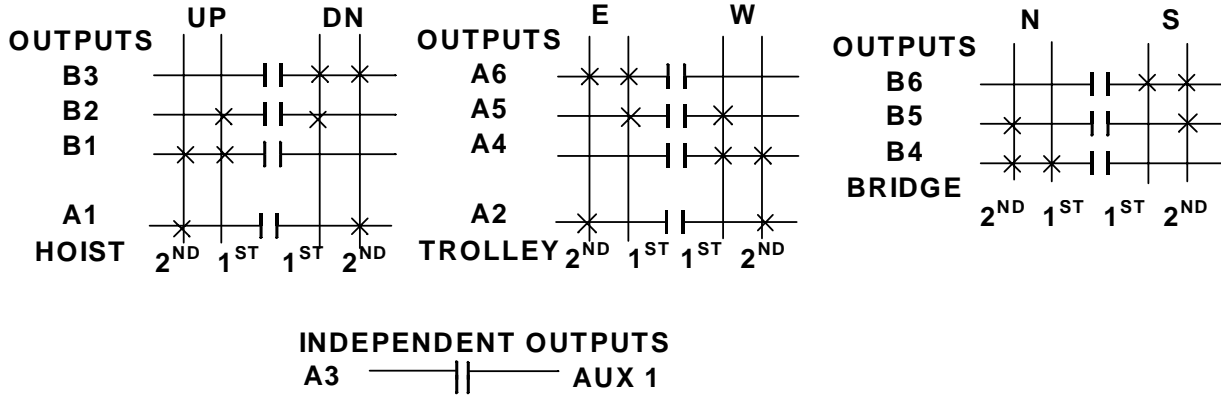 UP DN
OUTPUTS
B3
B2
B1
A1
HOIST 2ND 1ST 1ST 2ND
E W
OUTPUTS
A6
A5
A4
A2
TROLLEY 2ND 1ST 1ST 2ND
N S
OUTPUTS
B6
B5
B4
BRIDGE
2ND 1ST 1ST 2ND
INDEPENDENT OUTPUTS
A3 AUX 1